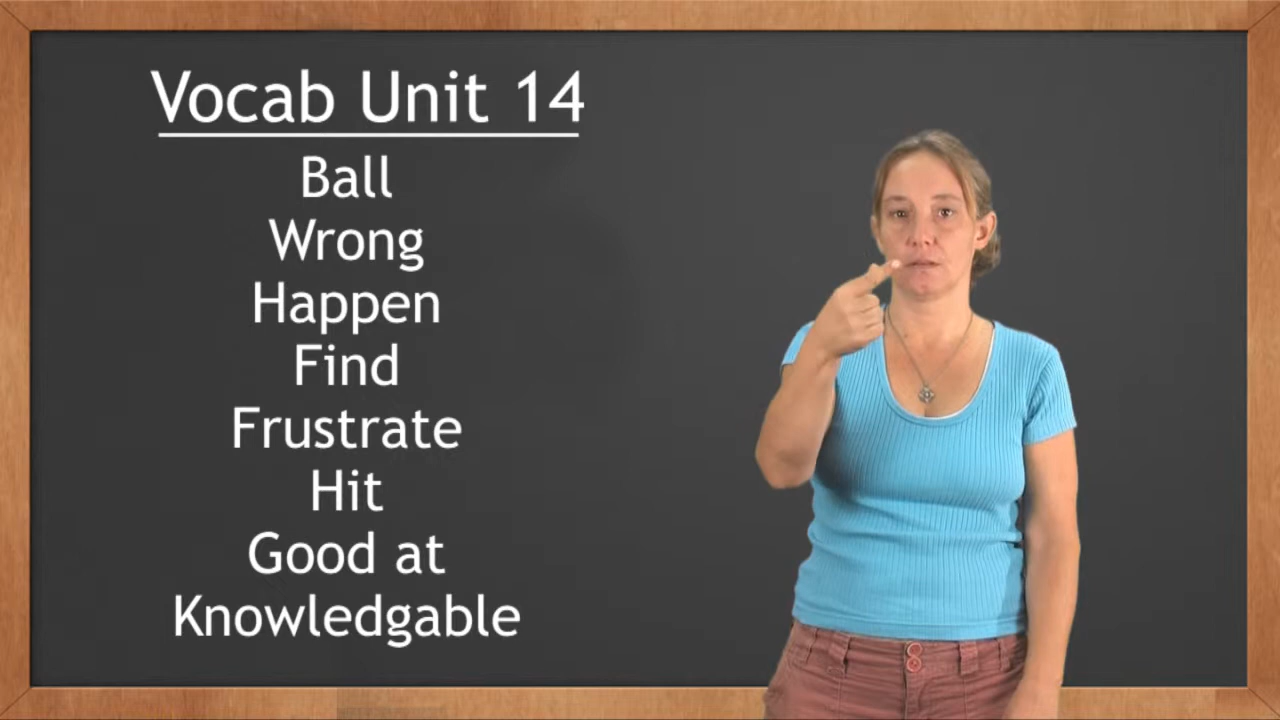 Vocab Unit 14
Ball
Wrong
Happen
Find
Frustrate
Hit
Good at
Knowledgable